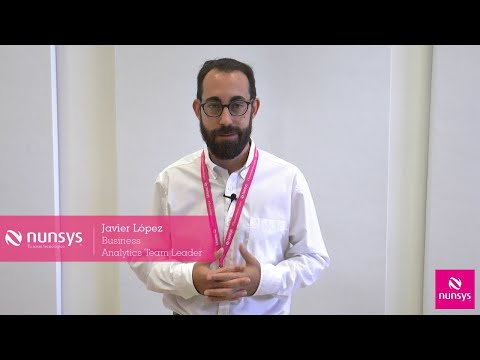 nunsys
Javier López
Business
Analytics Team Leader
nunsys